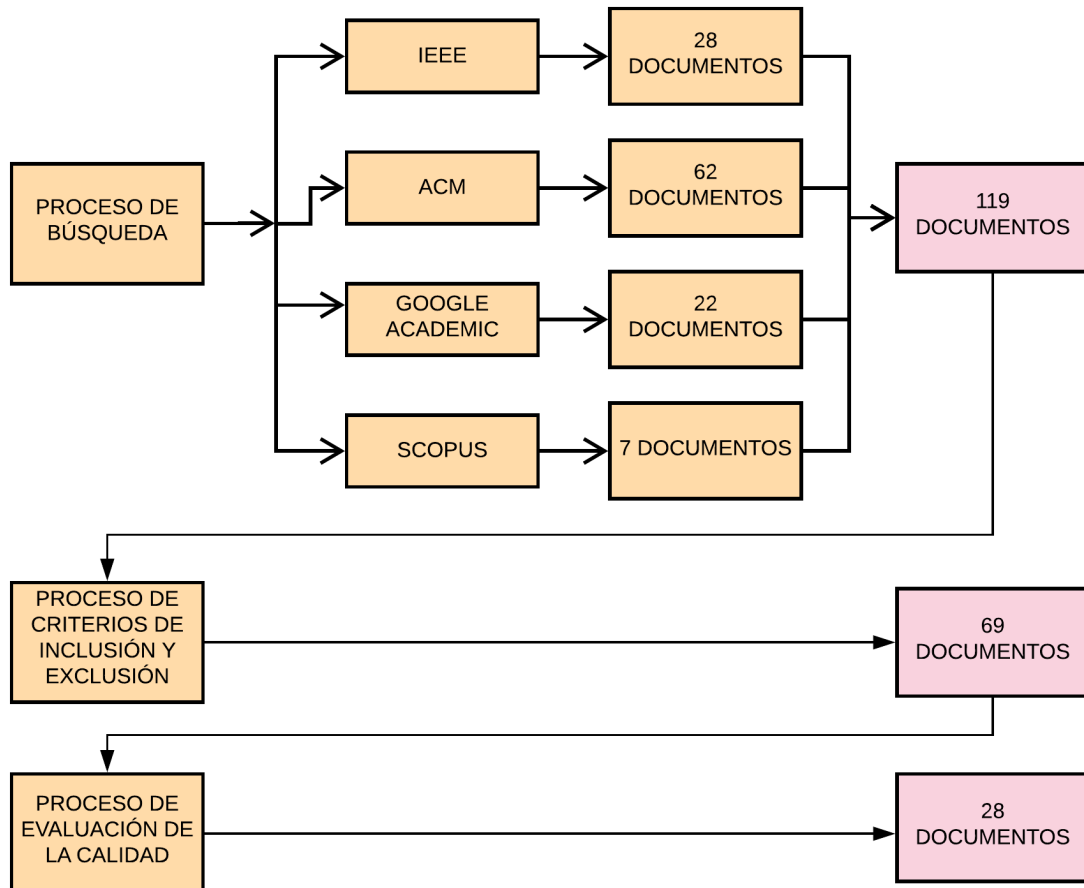 IEEE
28
DOCUMENTOS
PROCESO DE
BÚSQUEDA
ACM
62
DOCUMENTOS
119
DOCUMENTOS
GOOGLE
ACADEMIC
22
DOCUMENTOS
SCOPUS
7 DOCUMENTOS
PROCESO DE
CRITERIOS DE
INCLUSIÓN Y
EXCLUSIÓN
69
DOCUMENTOS
PROCESO DE
EVALUACIÓN DE
LA CALIDAD
28
DOCUMENTOS